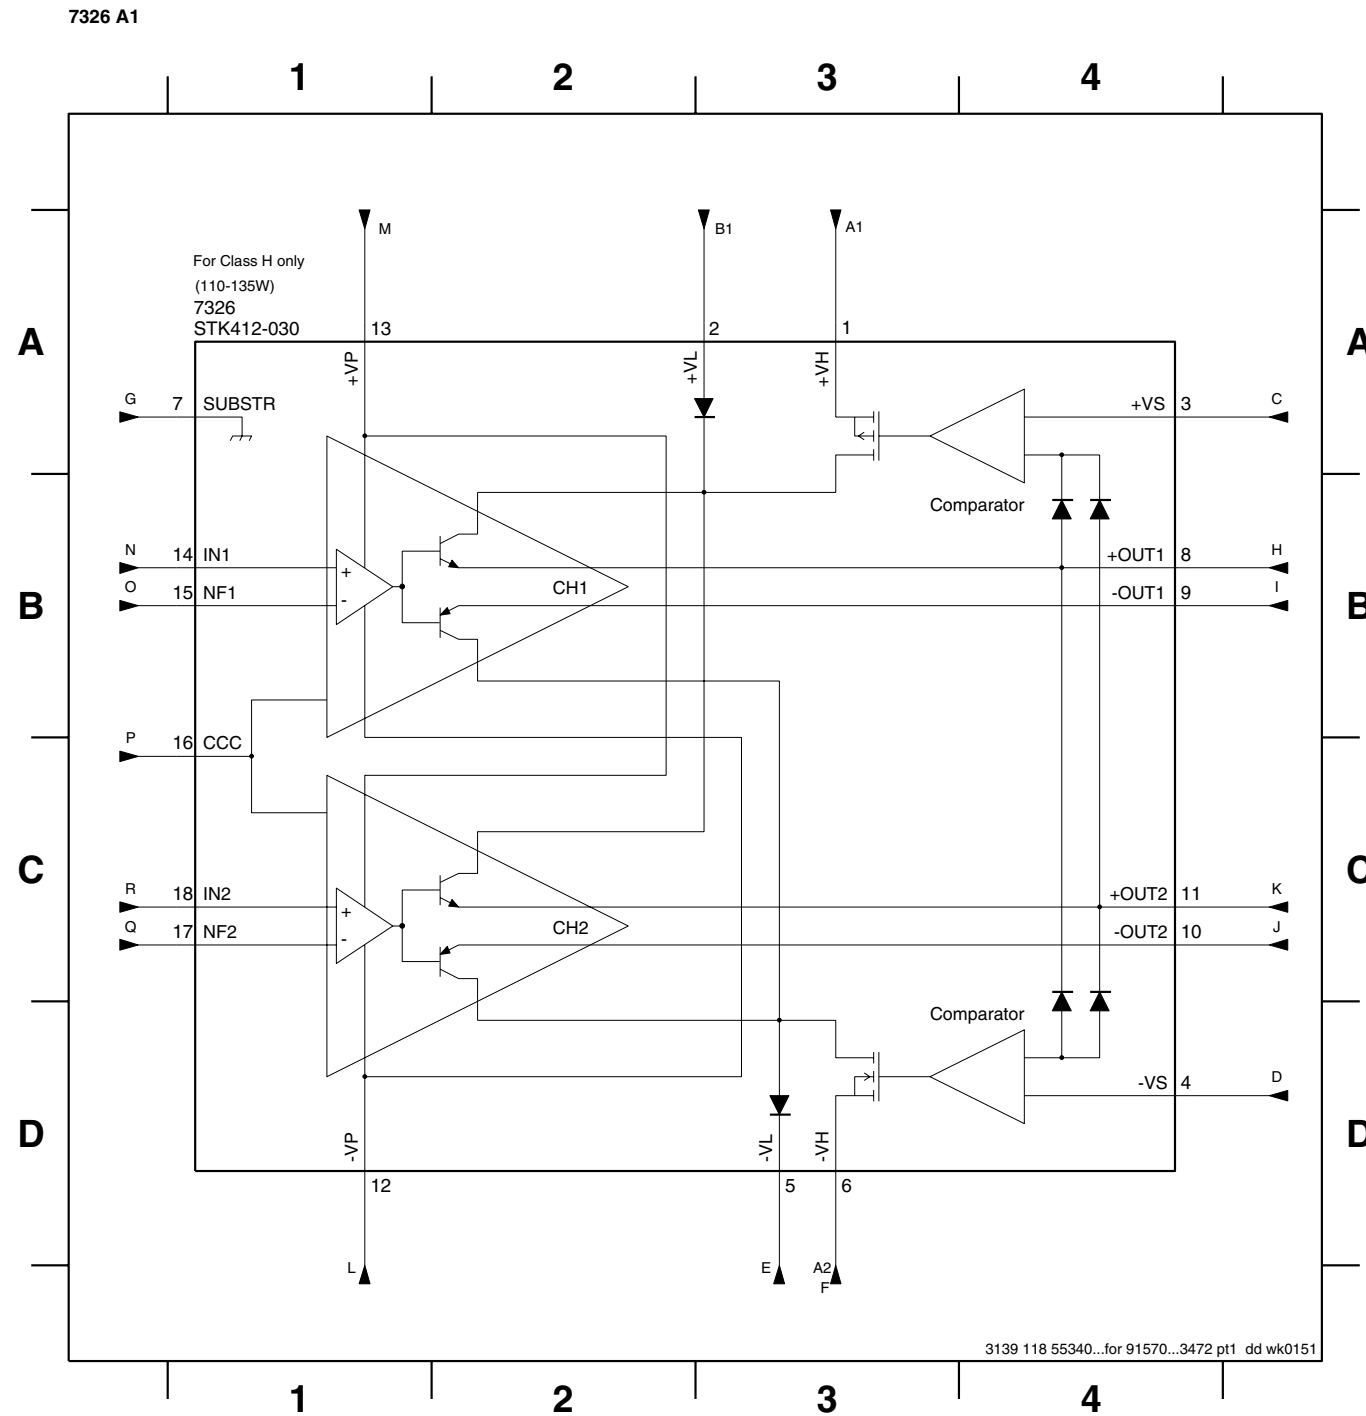 7326 A1
1 2 3 4
M B1 A1
For Class H only
(110-135W)
7326
STK412-030 13 2 1
A +VP +VL +VH A
G 7 SUBSTR +VS 3 C
Comparator
N 14 IN1 + +OUT1 8 H
O 15 NF1 - CH1 -OUT1 9 I
B B
P 16 CCC
C C
R 18 IN2 + +OUT2 11 K
Q 17 NF2 - CH2 -OUT2 10 J
Comparator
-VS 4 D
D -VP -VL -VH D
12 5 6
L E A2
F
3139 118 55340...for 91570...3472 pt1 dd wk0151
1 2 3 4